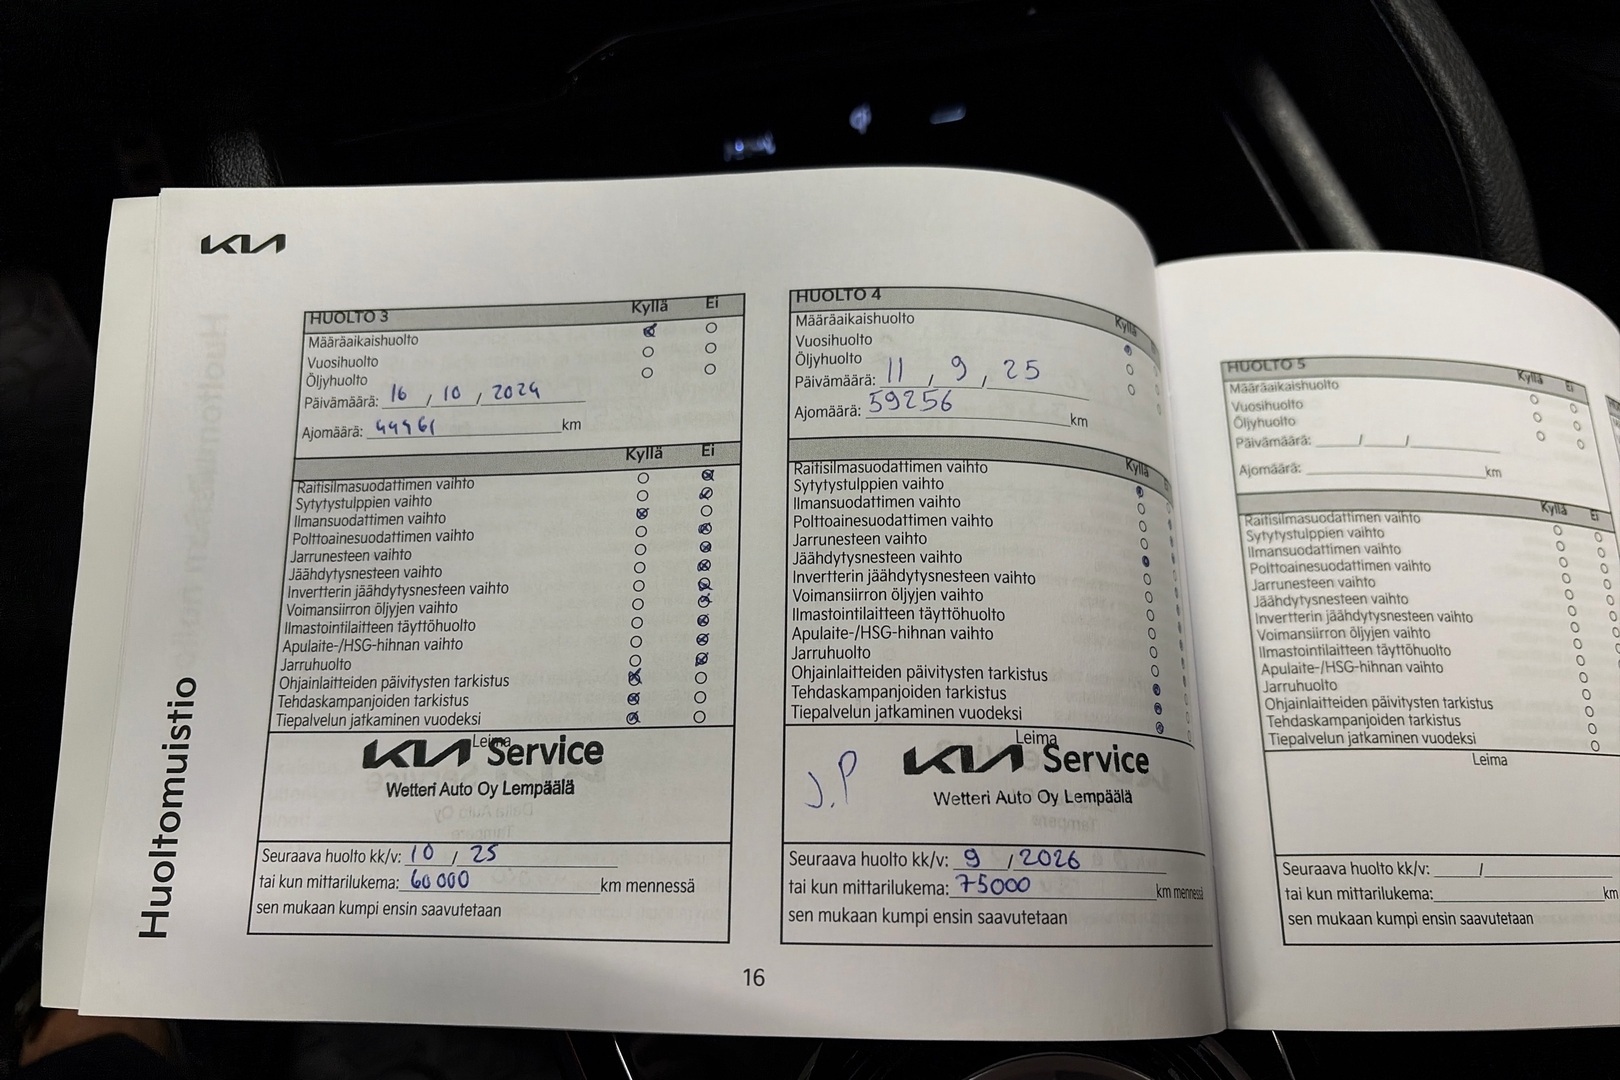 KIA
Huoltomuistio
HUOLTO 3 Kyllä Ei
Määräaikaishuolto
Vuosihuolto
Öljyhuolto
Päivämäärä: 16 / 10 / 2024
Ajomäärä: 44961 km
Kyllä Ei
Raitisilmasuodattimen vaihto
Sytytystulppien vaihto
Ilmansuodattimen vaihto
Polttoainesuodattimen vaihto
Jarrunesteen vaihto
Jäähdytysnesteen vaihto
Invertterin jäähdytysnesteen vaihto
Voimansiirron öljyjen vaihto
Ilmastointilaitteen täyttöhuolto
Apulaite-/HSG-hihnan vaihto
Jarruhuolto
Ohjainlaitteiden päivitysten tarkistus
Tehdaskampanjoiden tarkistus
Tiepalvelun jatkaminen vuodeksi
Leima
KIA Service
Wetteri Auto Oy Lempäälä
Seuraava huolto kk/v: 10 / 25
tai kun mittarilukema: 60 000 km mennessä
sen mukaan kumpi ensin saavutetaan
HUOLTO 4 Kyllä
Määräaikaishuolto
Vuosihuolto
Öljyhuolto
Päivämäärä: 11 / 9 / 25
Ajomäärä: 59256 km
Kyllä
Raitisilmasuodattimen vaihto
Sytytystulppien vaihto
Ilmansuodattimen vaihto
Polttoainesuodattimen vaihto
Jarrunesteen vaihto
Jäähdytysnesteen vaihto
Invertterin jäähdytysnesteen vaihto
Voimansiirron öljyjen vaihto
Ilmastointilaitteen täyttöhuolto
Apulaite-/HSG-hihnan vaihto
Jarruhuolto
Ohjainlaitteiden päivitysten tarkistus
Tehdaskampanjoiden tarkistus
Tiepalvelun jatkaminen vuodeksi
Leima
J.P KIA Service
Wetteri Auto Oy Lempäälä
Seuraava huolto kk/v: 9 / 2026
tai kun mittarilukema: 75000 km mennessä
sen mukaan kumpi ensin saavutetaan
16
HUOLTO 5 Kyllä Ei
Määräaikaishuolto
Vuosihuolto
Öljyhuolto
Päivämäärä: / /
Ajomäärä: km
Kyllä Ei
Raitisilmasuodattimen vaihto
Sytytystulppien vaihto
Ilmansuodattimen vaihto
Polttoainesuodattimen vaihto
Jarrunesteen vaihto
Jäähdytysnesteen vaihto
Invertterin jäähdytysnesteen vaihto
Voimansiirron öljyjen vaihto
Ilmastointilaitteen täyttöhuolto
Apulaite-/HSG-hihnan vaihto
Jarruhuolto
Ohjainlaitteiden päivitysten tarkistus
Tehdaskampanjoiden tarkistus
Tiepalvelun jatkaminen vuodeksi
Leima
Seuraava huolto kk/v: /
tai kun mittarilukema: km
sen mukaan kumpi ensin saavutetaan